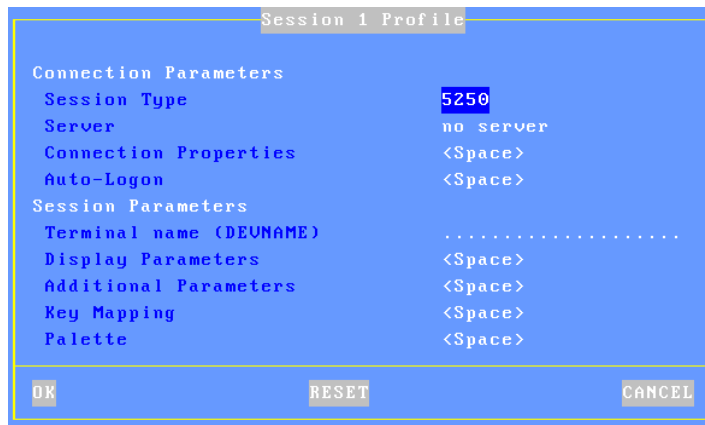 Session 1 Profile
Connection Parameters
Session Type 5250
Server no server
Connection Properties <Space>
Auto-Logon <Space>
Session Parameters
Terminal name (DEVNAME) ....................
Display Parameters <Space>
Additional Parameters <Space>
Key Mapping <Space>
Palette <Space>
OK RESET CANCEL